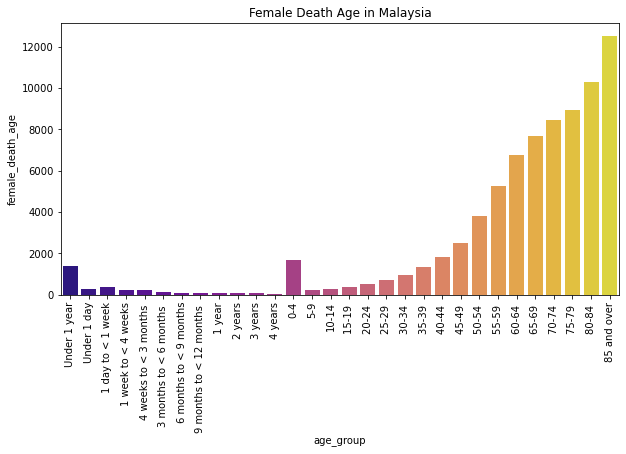 Female Death Age in Malaysia
female_death_age
12000
10000
8000
6000
4000
2000
0
Under 1 year
Under 1 day
1 day to < 1 week
1 week to < 4 weeks
4 weeks to < 3 months
3 months to < 6 months
6 months to < 9 months
9 months to < 12 months
1 year
2 years
3 years
4 years
0-4
5-9
10-14
15-19
20-24
25-29
30-34
35-39
40-44
45-49
50-54
55-59
60-64
65-69
70-74
75-79
80-84
85 and over
age_group